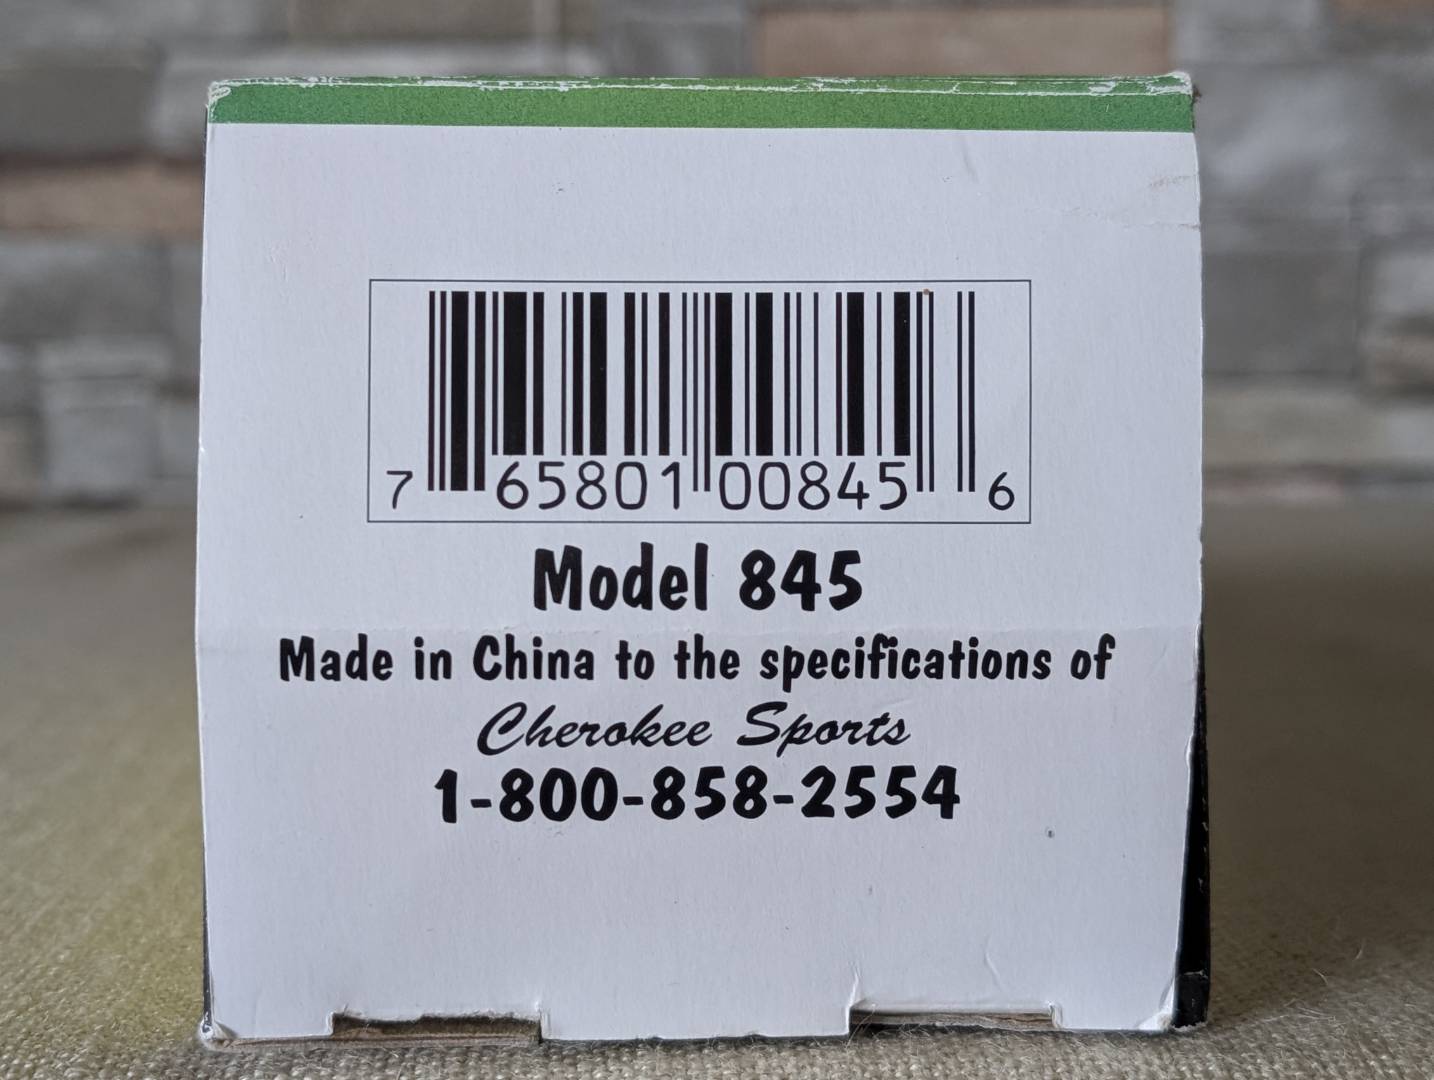 7 65801 00845 6
Model 845
Made in China to the specifications of
Cherokee Sports
1-800-858-2554